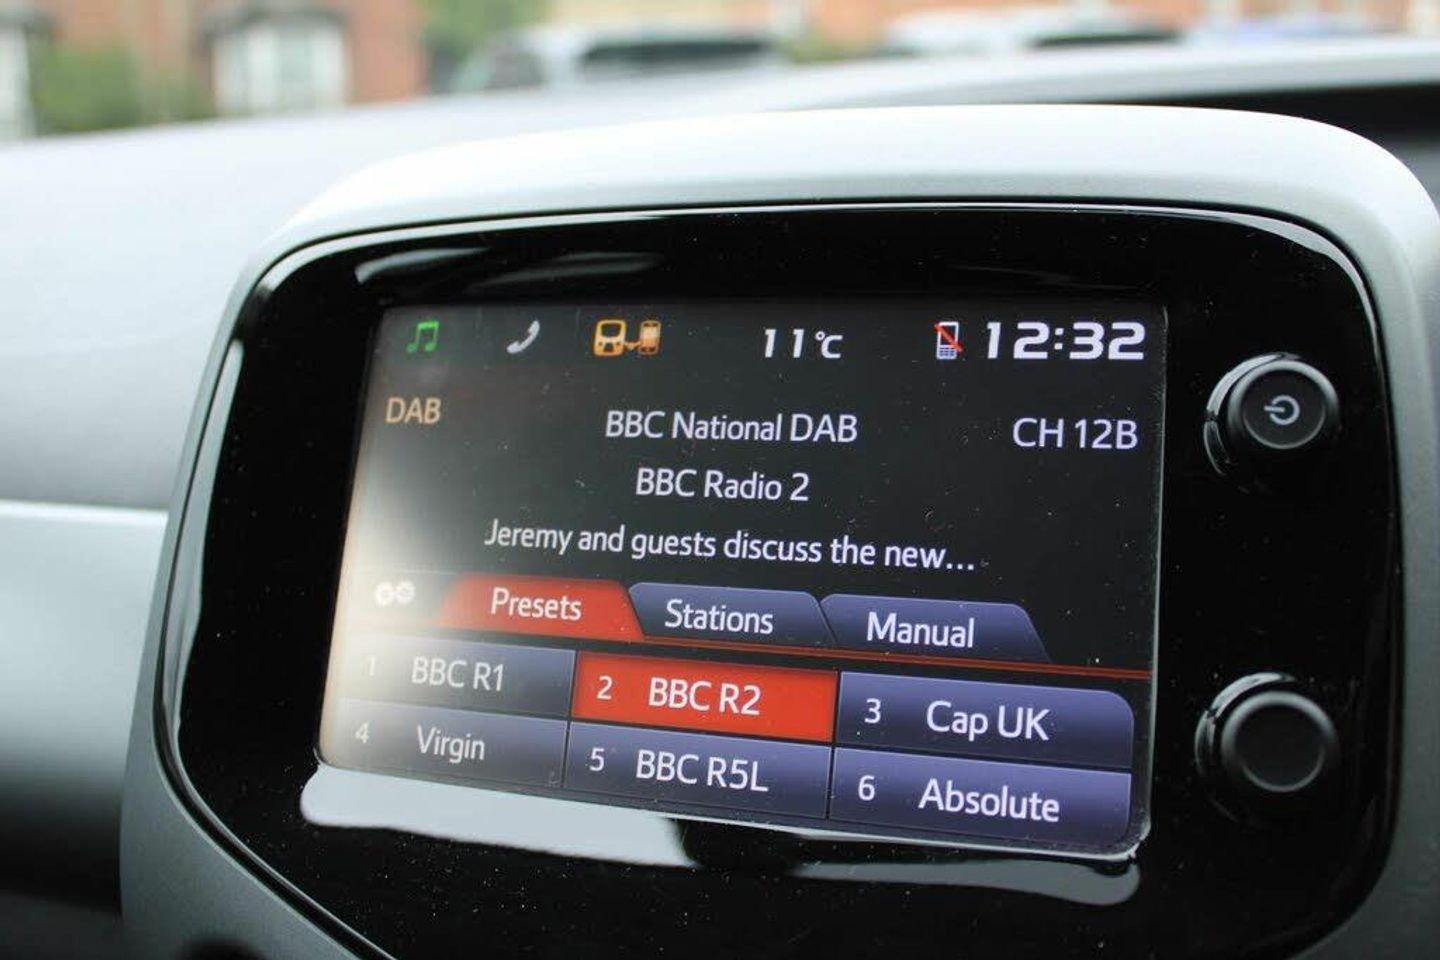 11°C 12:32
DAB BBC National DAB CH 12B
BBC Radio 2
Jeremy and guests discuss the new...
Presets Stations Manual
1 BBC R1 2 BBC R2 3 Cap UK
4 Virgin 5 BBC R5L 6 Absolute